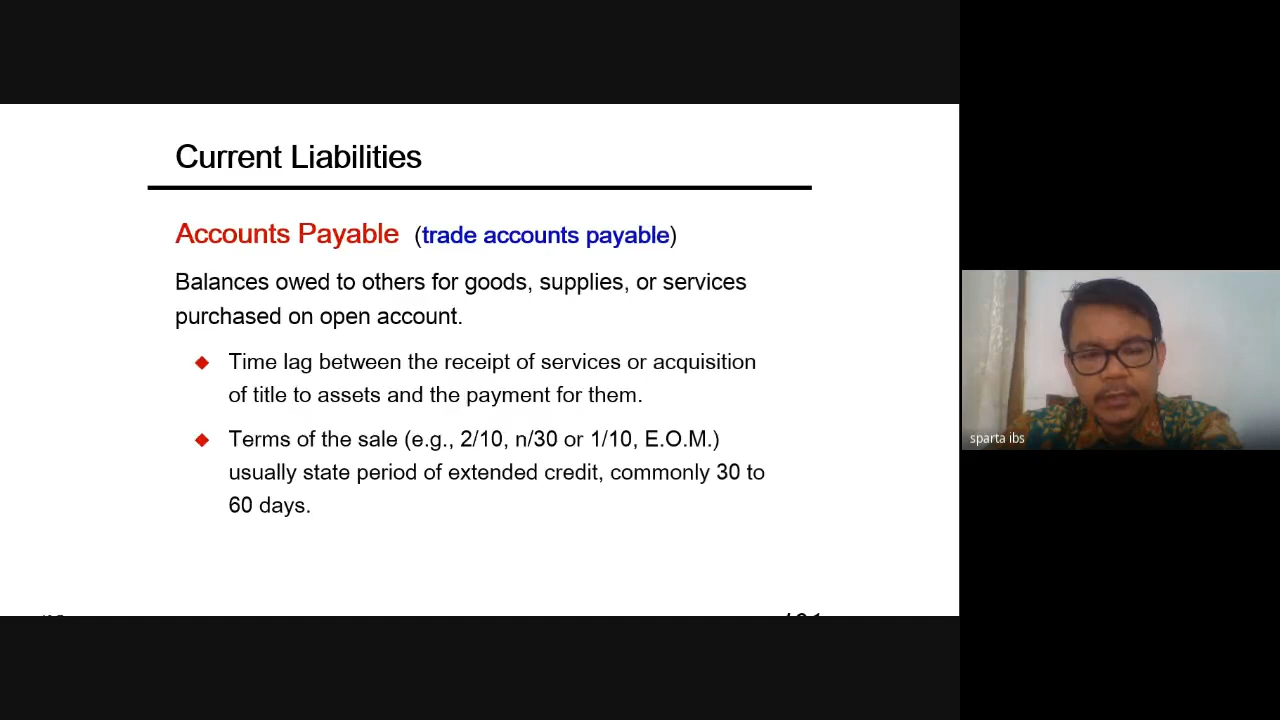 Current Liabilities
Accounts Payable (trade accounts payable)
Balances owed to others for goods, supplies, or services
purchased on open account.
Time lag between the receipt of services or acquisition
of title to assets and the payment for them.
Terms of the sale (e.g., 2/10, n/30 or 1/10, E.O.M.)
usually state period of extended credit, commonly 30 to
60 days.
sparta ibs